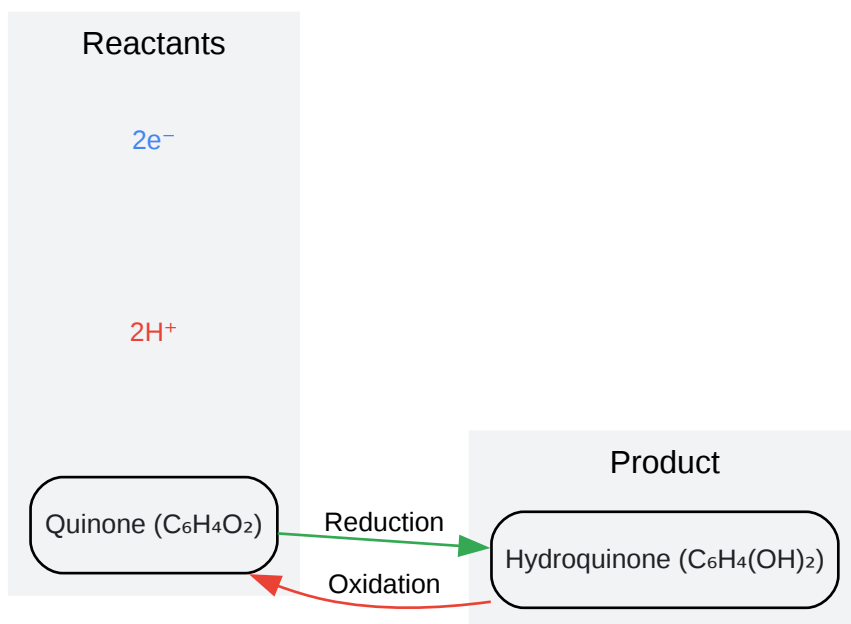 Reactants
2e⁻
2H⁺
Quinone (C₆H₄O₂)
Reduction
Oxidation
Product
Hydroquinone (C₆H₄(OH)₂)